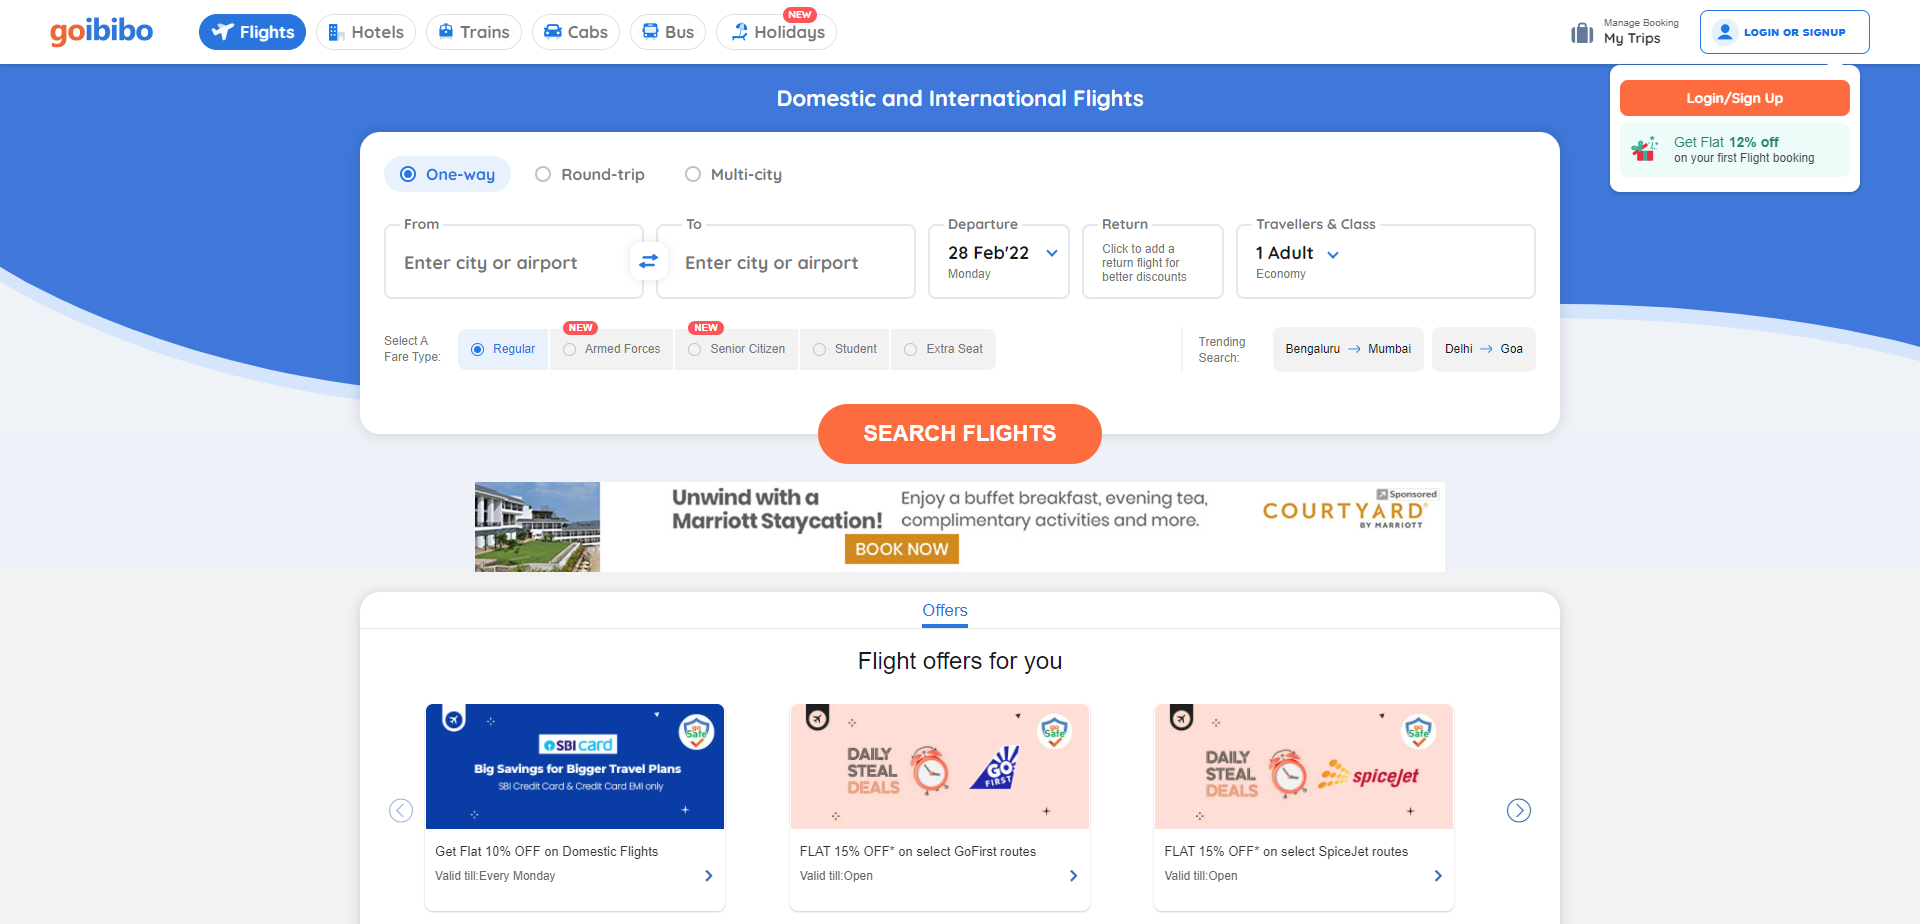 goibibo
Flights
Hotels
Trains
Cabs
Bus
NEW
Holidays
Manage Booking
My Trips
LOGIN OR SIGNUP
Login/Sign Up
Get Flat 12% off
on your first Flight booking
Domestic and International Flights
One-way
Round-trip
Multi-city
From
Enter city or airport
To
Enter city or airport
Departure
28 Feb'22
Monday
Return
Click to add a
return flight for
better discounts
Travellers & Class
1 Adult
Economy
Select A
Fare Type:
Regular
NEW
Armed Forces
NEW
Senior Citizen
Student
Extra Seat
Trending
Search:
Bengaluru
Mumbai
Delhi
Goa
SEARCH FLIGHTS
Unwind with a
Marriott Staycation!
Enjoy a buffet breakfast, evening tea,
complimentary activities and more.
BOOK NOW
Sponsored
COURTYARD
BY MARRIOTT
Offers
Flight offers for you
SBI card
Big Savings for Bigger Travel Plans
SBI Credit Card & Credit Card EMI only
go
Safe
Get Flat 10% OFF on Domestic Flights
Valid till:Every Monday
DAILY
STEAL
DEALS
GO
FIRST
go
Safe
FLAT 15% OFF* on select GoFirst routes
Valid till:Open
DAILY
STEAL
DEALS
spicejet
go
Safe
FLAT 15% OFF* on select SpiceJet routes
Valid till:Open